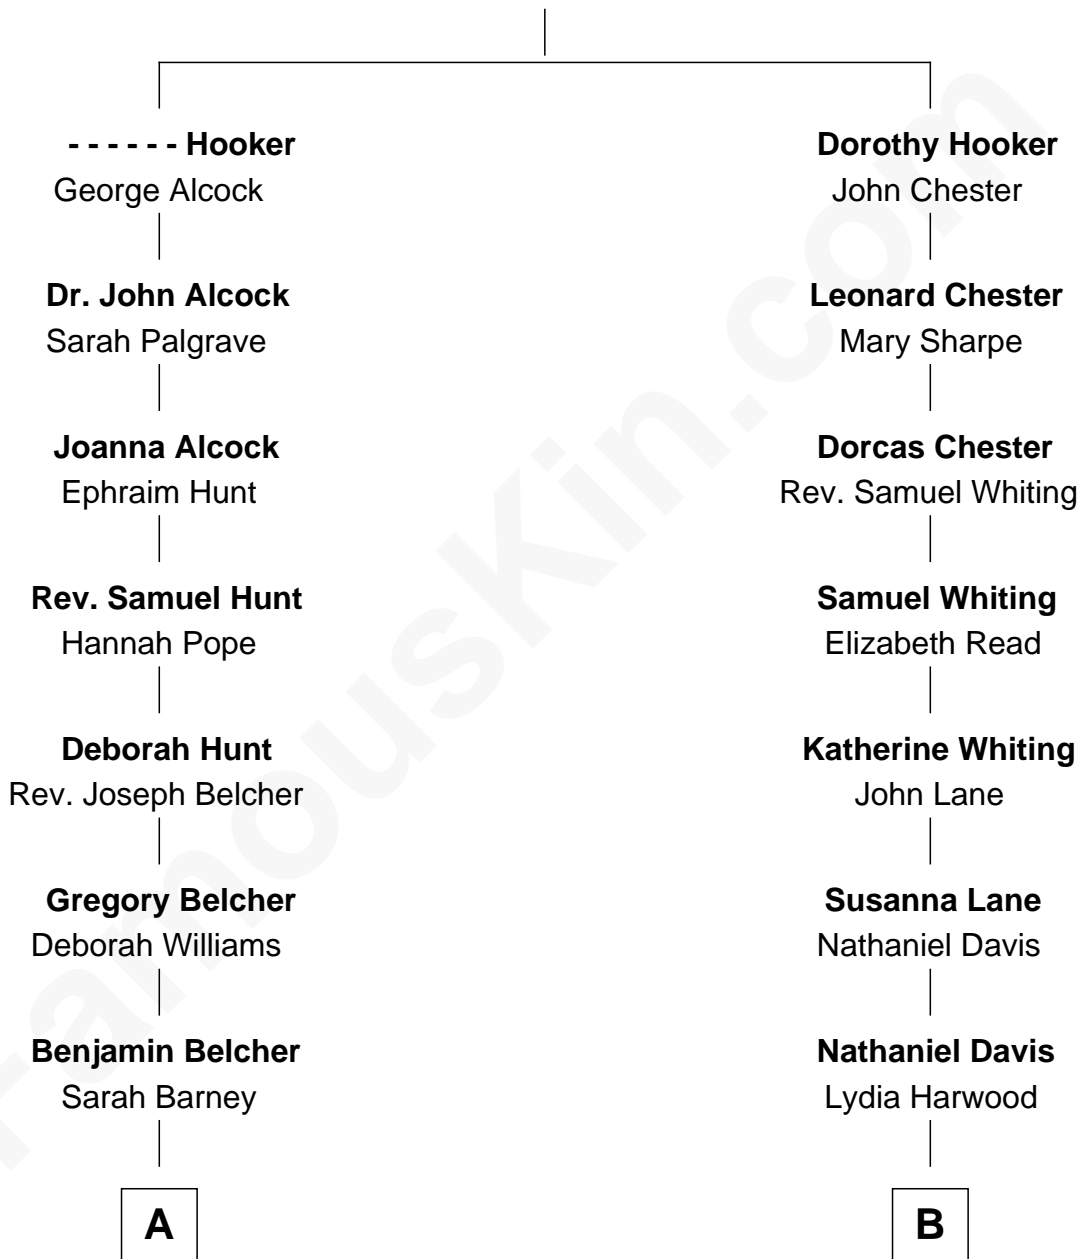 - - - - - - Hooker
George Alcock
Dr. John Alcock
Sarah Palgrave
Joanna Alcock
Ephraim Hunt
Rev. Samuel Hunt
Hannah Pope
Deborah Hunt
Rev. Joseph Belcher
Gregory Belcher
Deborah Williams
Benjamin Belcher
Sarah Barney
A
Dorothy Hooker
John Chester
Leonard Chester
Mary Sharpe
Dorcas Chester
Rev. Samuel Whiting
Samuel Whiting
Elizabeth Read
Katherine Whiting
John Lane
Susanna Lane
Nathaniel Davis
Nathaniel Davis
Lydia Harwood
B
FamousKin.com